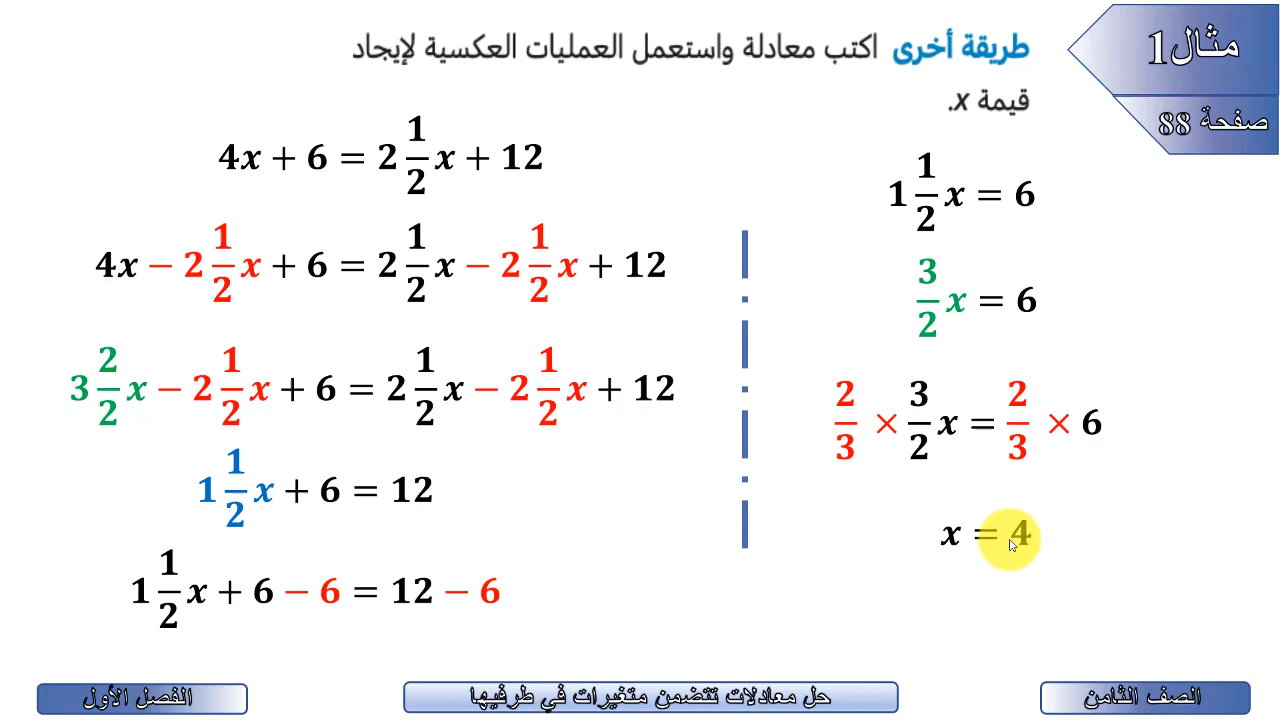 مثال1
صفحة 88
طريقة أخرى اكتب معادلة واستعمل العمليات العكسية لإيجاد
قيمة x.
4x + 6 = 2 1/2 x + 12
4x − 2 1/2 x + 6 = 2 1/2 x − 2 1/2 x + 12
3 2/2 x − 2 1/2 x + 6 = 2 1/2 x − 2 1/2 x + 12
1 1/2 x + 6 = 12
1 1/2 x + 6 − 6 = 12 − 6
1 1/2 x = 6
3/2 x = 6
2/3 × 3/2 x = 2/3 × 6
x = 4
الصف الثامن
حل معادلات تتضمن متغيرات في طرفيها
الفصل الأول